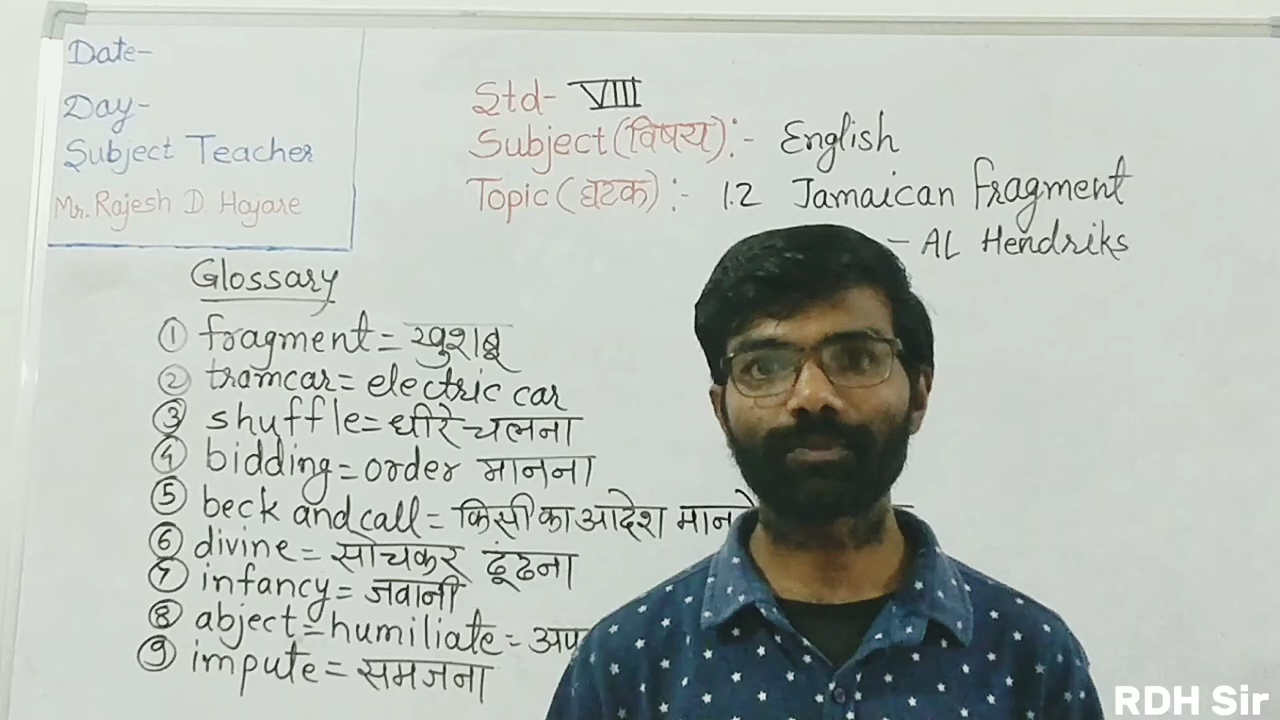 Date-
Day-
Subject Teacher
Mr. Rajesh D. Hajare
Std- VIII
Subject (विषय):- English
Topic (घटक):- 1.2 Jamaican Fragment
- AL Hendriks
Glossary
① fragment = खुशबू
② tramcar = electric car
③ shuffle = धीरे चलना
④ bidding = order मानना
⑤ beck and call = किसी का आदेश
⑥ divine = सोचकर ढूंढना
⑦ infancy = जवानी
⑧ abject = humiliate =
⑨ impute = समजना
RDH Sir